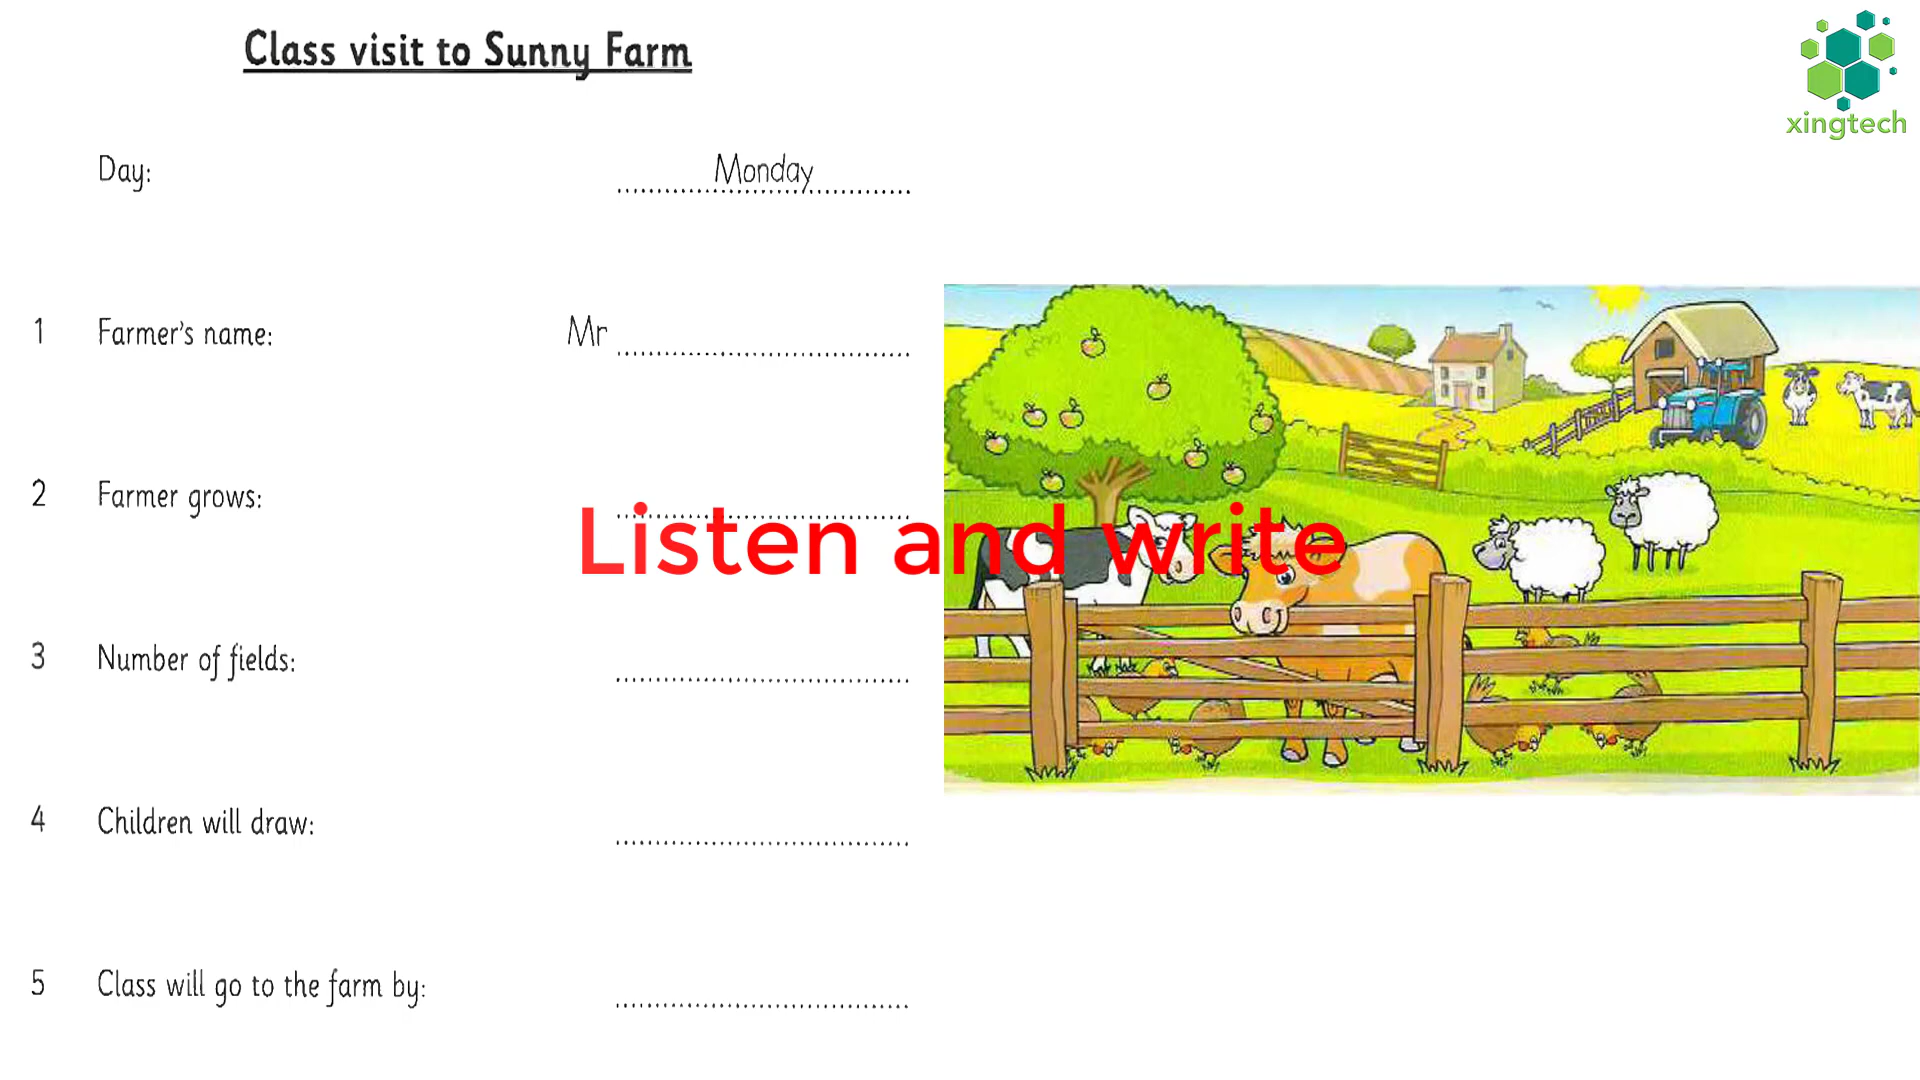 Class visit to Sunny Farm
xingtech
Day: Monday
1 Farmer's name: Mr
2 Farmer grows:
Listen and write
3 Number of fields:
4 Children will draw:
5 Class will go to the farm by: